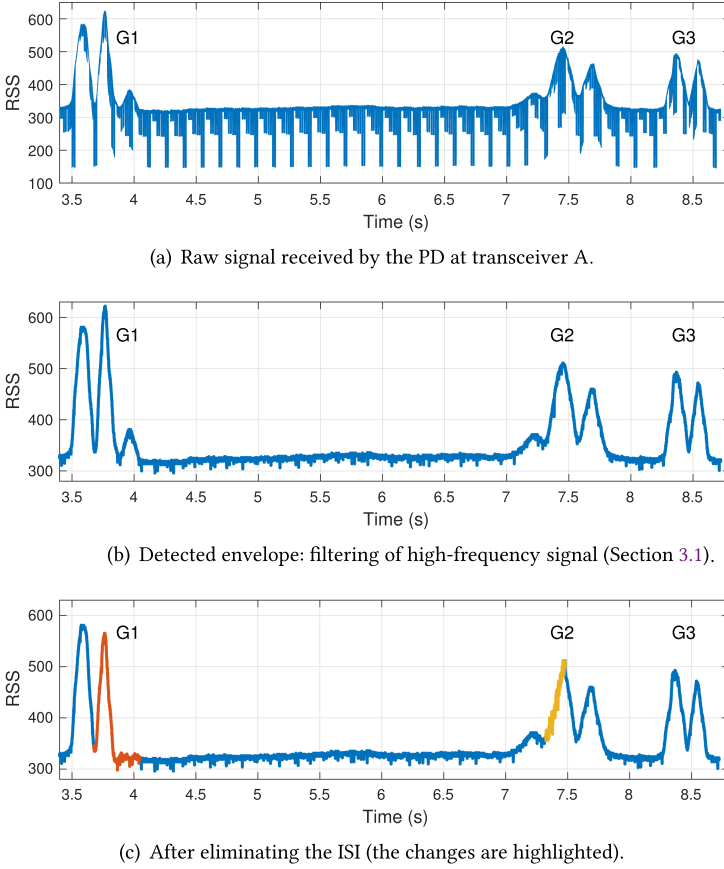 600
500
400
300
200
100
RSS
G1
G2
G3
3.5 4 4.5 5 5.5 6 6.5 7 7.5 8 8.5
Time (s)
(a) Raw signal received by the PD at transceiver A.
600
500
400
300
RSS
G1
G2
G3
3.5 4 4.5 5 5.5 6 6.5 7 7.5 8 8.5
Time (s)
(b) Detected envelope: filtering of high-frequency signal (Section 3.1).
600
500
400
300
RSS
G1
G2
G3
3.5 4 4.5 5 5.5 6 6.5 7 7.5 8 8.5
Time (s)
(c) After eliminating the ISI (the changes are highlighted).